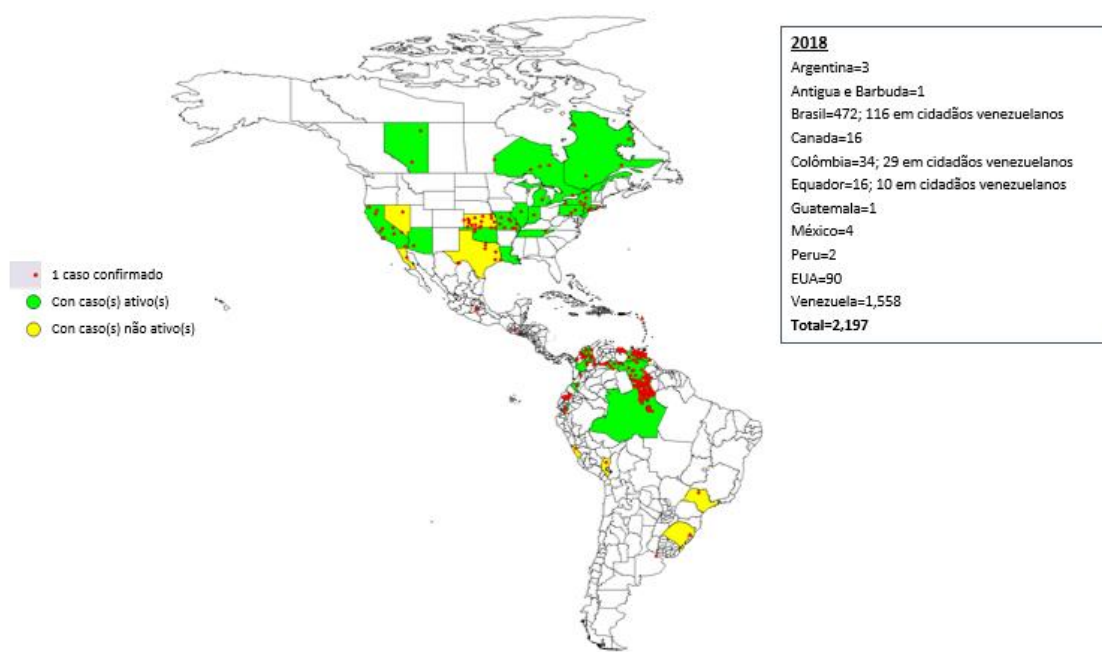 2018
Argentina=3
Antigua e Barbuda=1
Brasil=472; 116 em cidadãos venezuelanos
Canada=16
Colômbia=34; 29 em cidadãos venezuelanos
Equador=16; 10 em cidadãos venezuelanos
Guatemala=1
México=4
Peru=2
EUA=90
Venezuela=1,558
Total=2,197
1 caso confirmado
Con caso(s) ativo(s)
Con caso(s) não ativo(s)